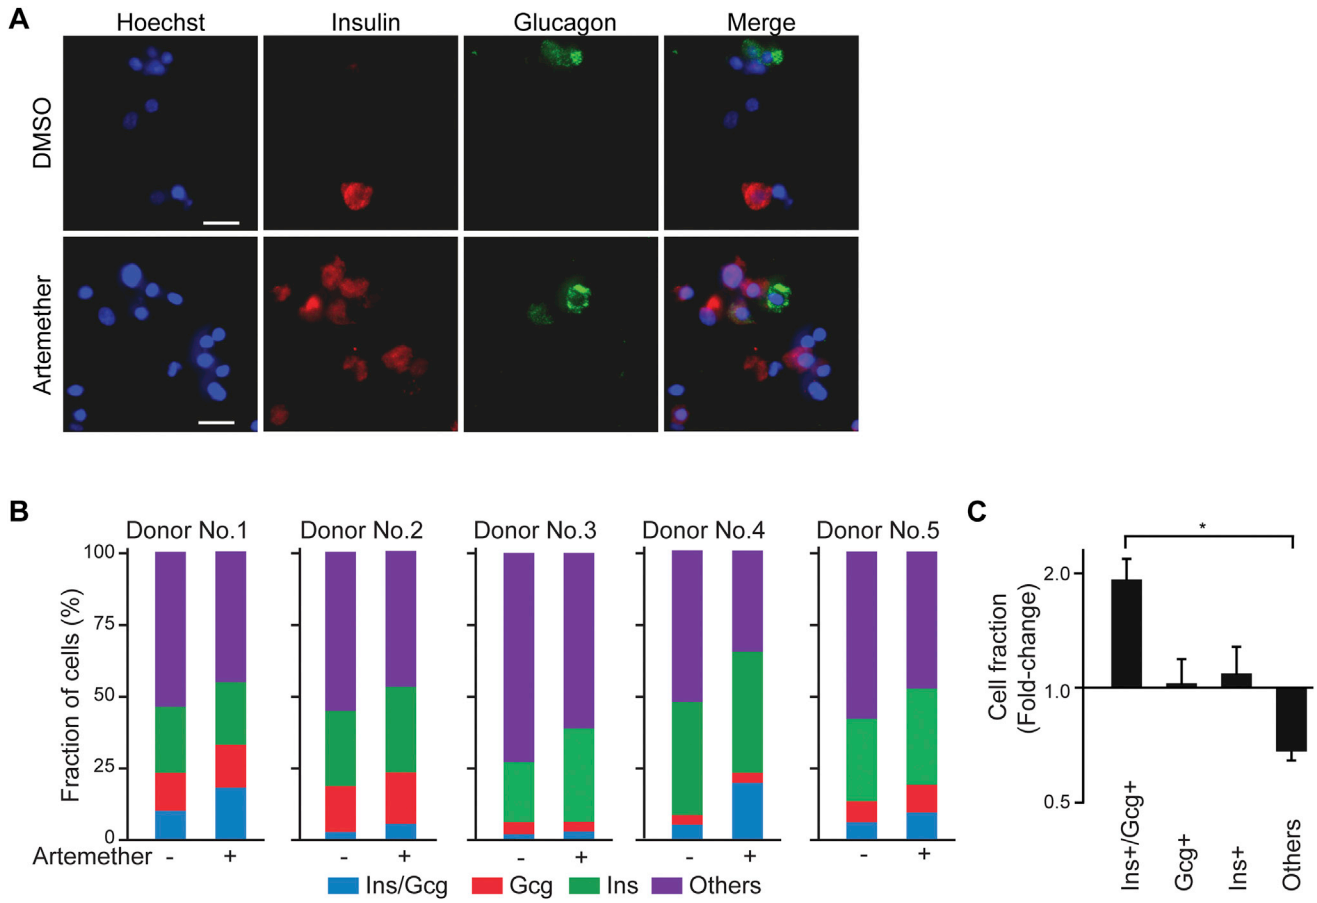 A
Hoechst Insulin Glucagon Merge
DMSO
Artemether
B
Donor No.1 Donor No.2 Donor No.3 Donor No.4 Donor No.5
Fraction of cells (%)
100
75
50
25
0
Artemether - + - + - + - + - +
Ins/Gcg Gcg Ins Others
C
*
Cell fraction
(Fold-change)
2.0
1.0
0.5
Ins+/Gcg+
Gcg+
Ins+
Others